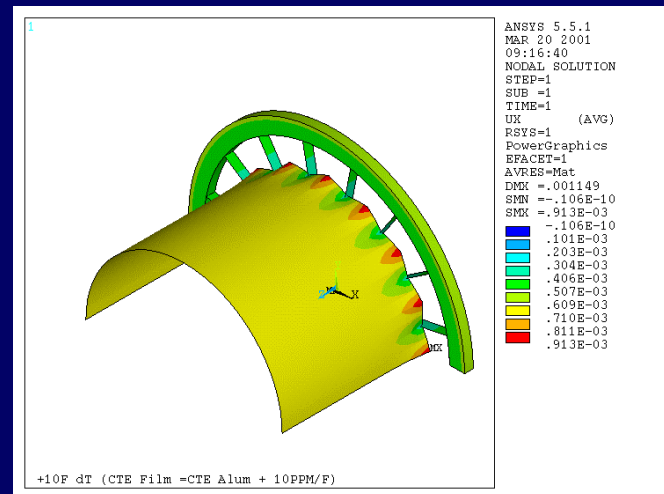 1
ANSYS 5.5.1
MAR 20 2001
09:16:40
NODAL SOLUTION
STEP=1
SUB =1
TIME=1
UX (AVG)
RSYS=1
PowerGraphics
EFACET=1
AVRES=Mat
DMX =.001149
SMN =-.106E-10
SMX =.913E-03
-.106E-10
.101E-03
.203E-03
.304E-03
.406E-03
.507E-03
.609E-03
.710E-03
.811E-03
.913E-03
X
MX
+10F dT (CTE Film =CTE Alum + 10PPM/F)